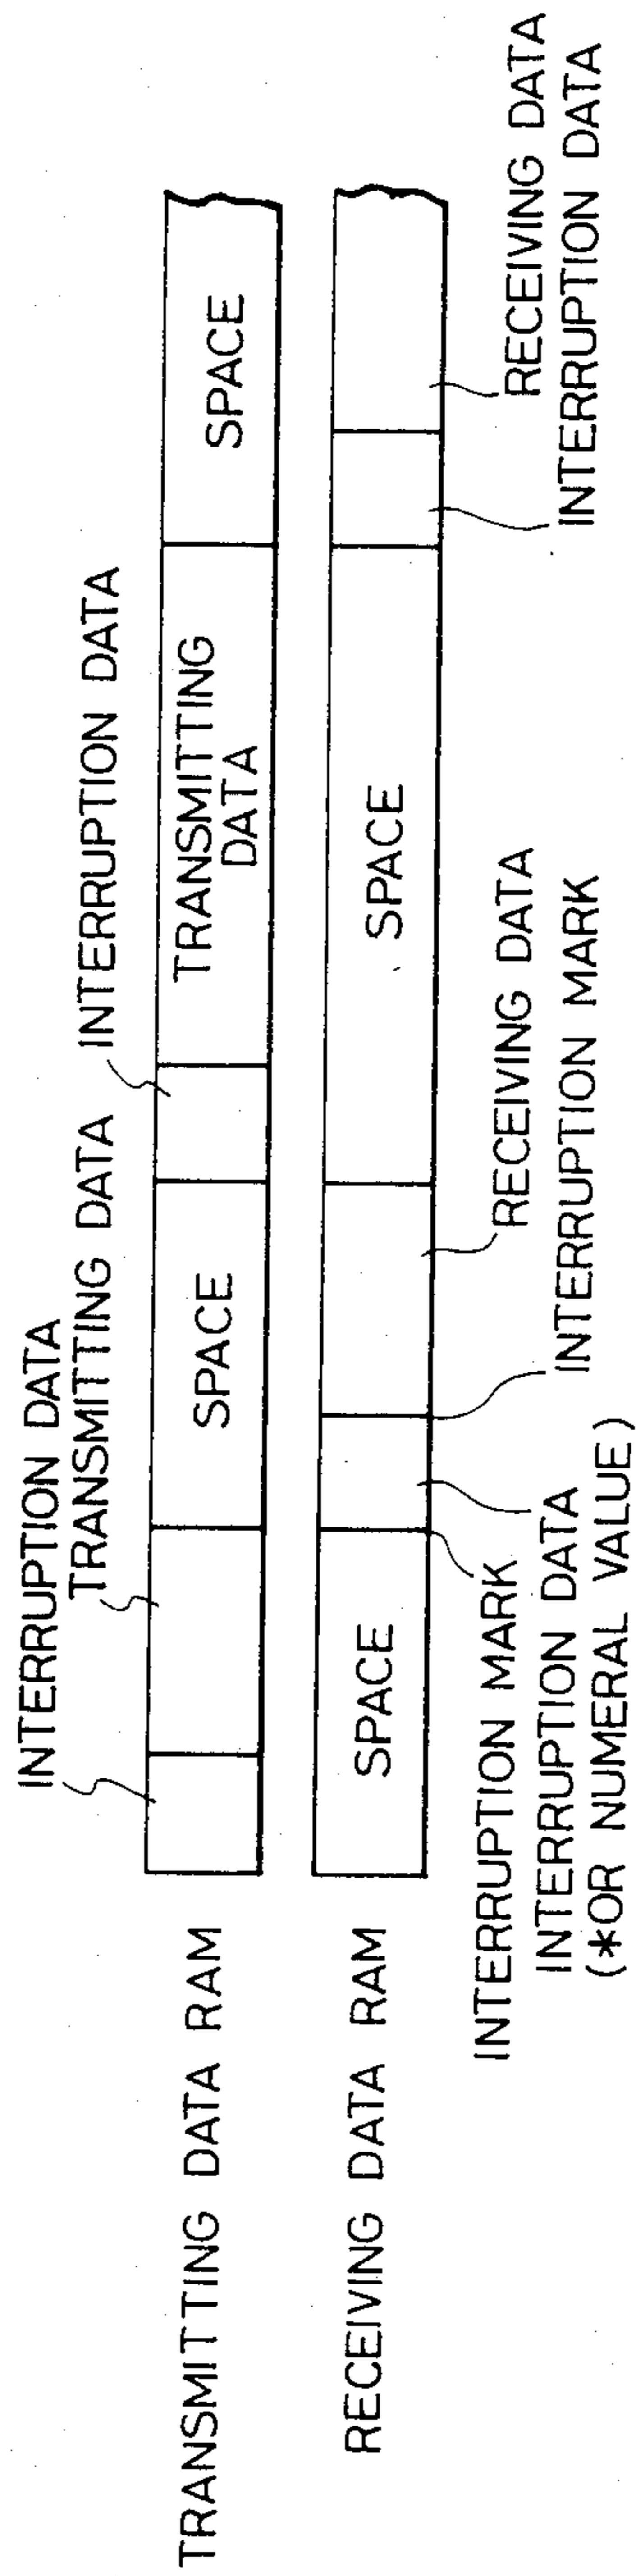 INTERRUPTION DATA
TRANSMITTING DATA
INTERRUPTION DATA
TRANSMITTING DATA RAM
SPACE
TRANSMITTING
DATA
SPACE
RECEIVING DATA RAM
SPACE
SPACE
INTERRUPTION MARK
INTERRUPTION DATA
(*OR NUMERAL VALUE)
RECEIVING DATA
INTERRUPTION MARK
RECEIVING DATA
INTERRUPTION DATA